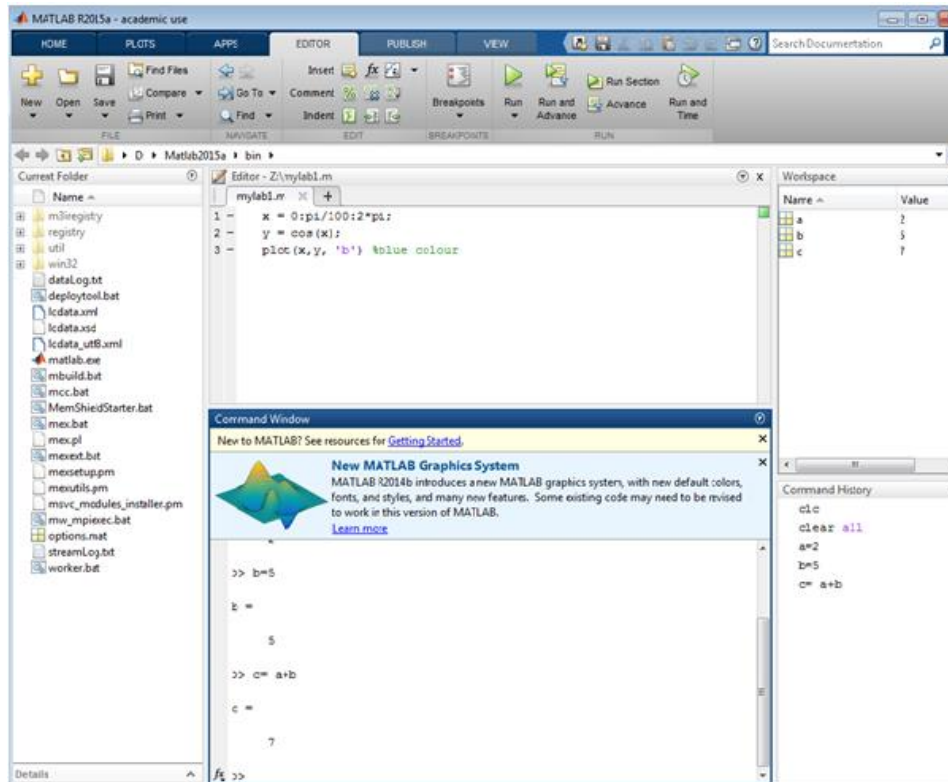 MATLAB R2015a - academic use
HOME PLOTS APPS EDITOR PUBLISH VIEW Search Documentation
New Open Save Find Files Compare Print
FILE
Go To Find
NAVIGATE
Insert fx
Comment %
Indent
EDIT
Breakpoints
BREAKPOINTS
Run Run and Advance Run Section Advance Run and Time
RUN
D Matlab2015a bin
Current Folder
Name
m3iregistry
registry
util
win32
dataLog.txt
deploytool.bat
lcdata.xml
lcdata.xsd
lcdata_utf8.xml
matlab.exe
mbuild.bat
mcc.bat
MemShieldStarter.bat
mex.bat
mex.pl
mexext.bat
mexsetup.pm
mexutils.pm
msvc_modules_installer.pm
mw_mpiexec.bat
options.mat
streamLog.txt
worker.bat
Details
Editor - Z:\mylab1.m
mylab1.m
1 - x = 0:pi/100:2*pi;
2 - y = cos(x);
3 - plot(x,y, 'b') %blue colour
Command Window
New to MATLAB? See resources for Getting Started.
New MATLAB Graphics System
MATLAB R2014b introduces a new MATLAB graphics system, with new default colors,
fonts, and styles, and many new features. Some existing code may need to be revised
to work in this version of MATLAB.
Learn more
>> b=5
b =
5
>> c= a+b
c =
7
fx >>
Workspace
Name Value
a 2
b 5
c 7
Command History
clc
clear all
a=2
b=5
c= a+b